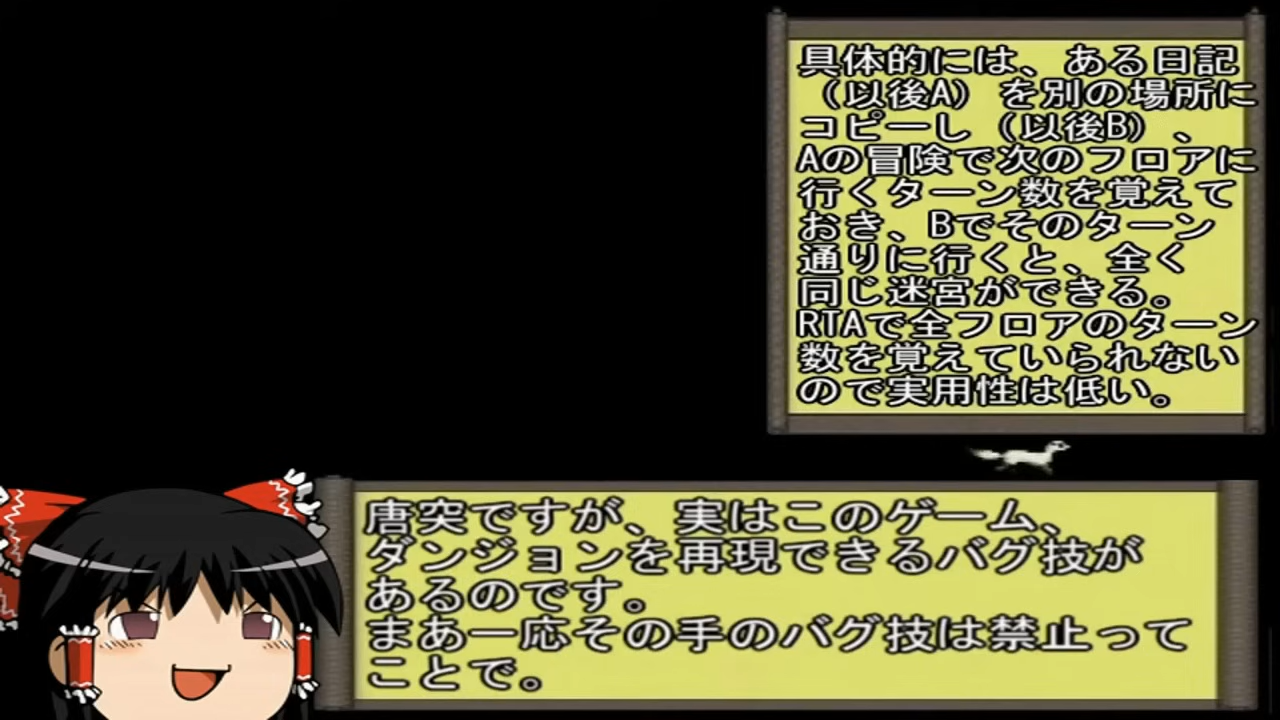 具体的には、ある日記
（以後A）を別の場所に
コピーし（以後B）、
Aの冒険で次のフロアに
行くターン数を覚えて
おき、Bでそのターン
通りに行くと、全く
同じ迷宮ができる。
RTAで全フロアのターン
数を覚えていられない
ので実用性は低い。
唐突ですが、実はこのゲーム、
ダンジョンを再現できるバグ技が
あるのです。
まあ一応その手のバグ技は禁止って
ことで。